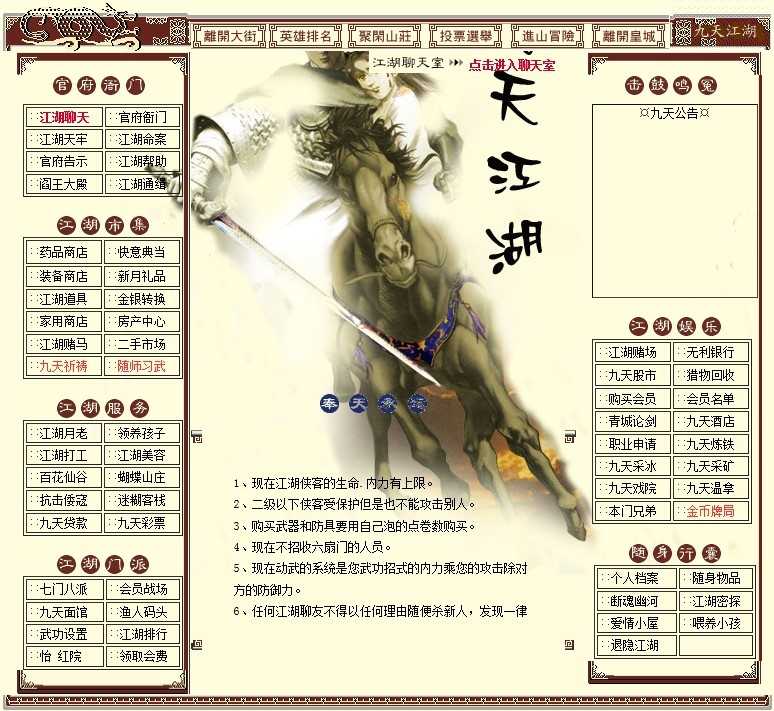 離開大街 英雄排名 聚閑山莊 投票選舉 進山冒險 離開皇城 九天江湖
江湖聊天室 点击进入聊天室
天江湖
官府衙门
江湖聊天 官府衙门
江湖天牢 江湖命案
官府告示 江湖帮助
阎王大殿 江湖通缉
江湖市集
药品商店 快意典当
装备商店 新月礼品
江湖道具 金银转换
家用商店 房产中心
江湖赌马 二手市场
九天祈祷 随师习武
江湖服务
江湖月老 领养孩子
江湖打工 江湖美容
百花仙谷 蝴蝶山庄
抗击倭寇 迷糊客栈
九天贷款 九天彩票
江湖门派
七门八派 会员战场
九天面馆 渔人码头
武功设置 江湖排行
怡 红院 领取会费
奉天承
1、现在江湖侠客的生命.内力有上限。
2、二级以下侠客受保护但是也不能攻击别人。
3、购买武器和防具要用自己泡的点卷数购买。
4、现在不招收六扇门的人员。
5、现在动武的系统是您武功招式的内力乘您的攻击除对
方的防御力。
6、任何江湖聊友不得以任何理由随便杀新人，发现一律
击鼓鸣冤
¤九天公告¤
江湖娱乐
江湖赌场 无利银行
九天股市 猎物回收
购买会员 会员名单
青城论剑 九天酒店
职业申请 九天炼铁
九天采冰 九天采矿
九天戏院 九天温拿
本门兄弟 金币牌局
随身行囊
个人档案 随身物品
断魂幽河 江湖密探
爱情小屋 喂养小孩
退隐江湖